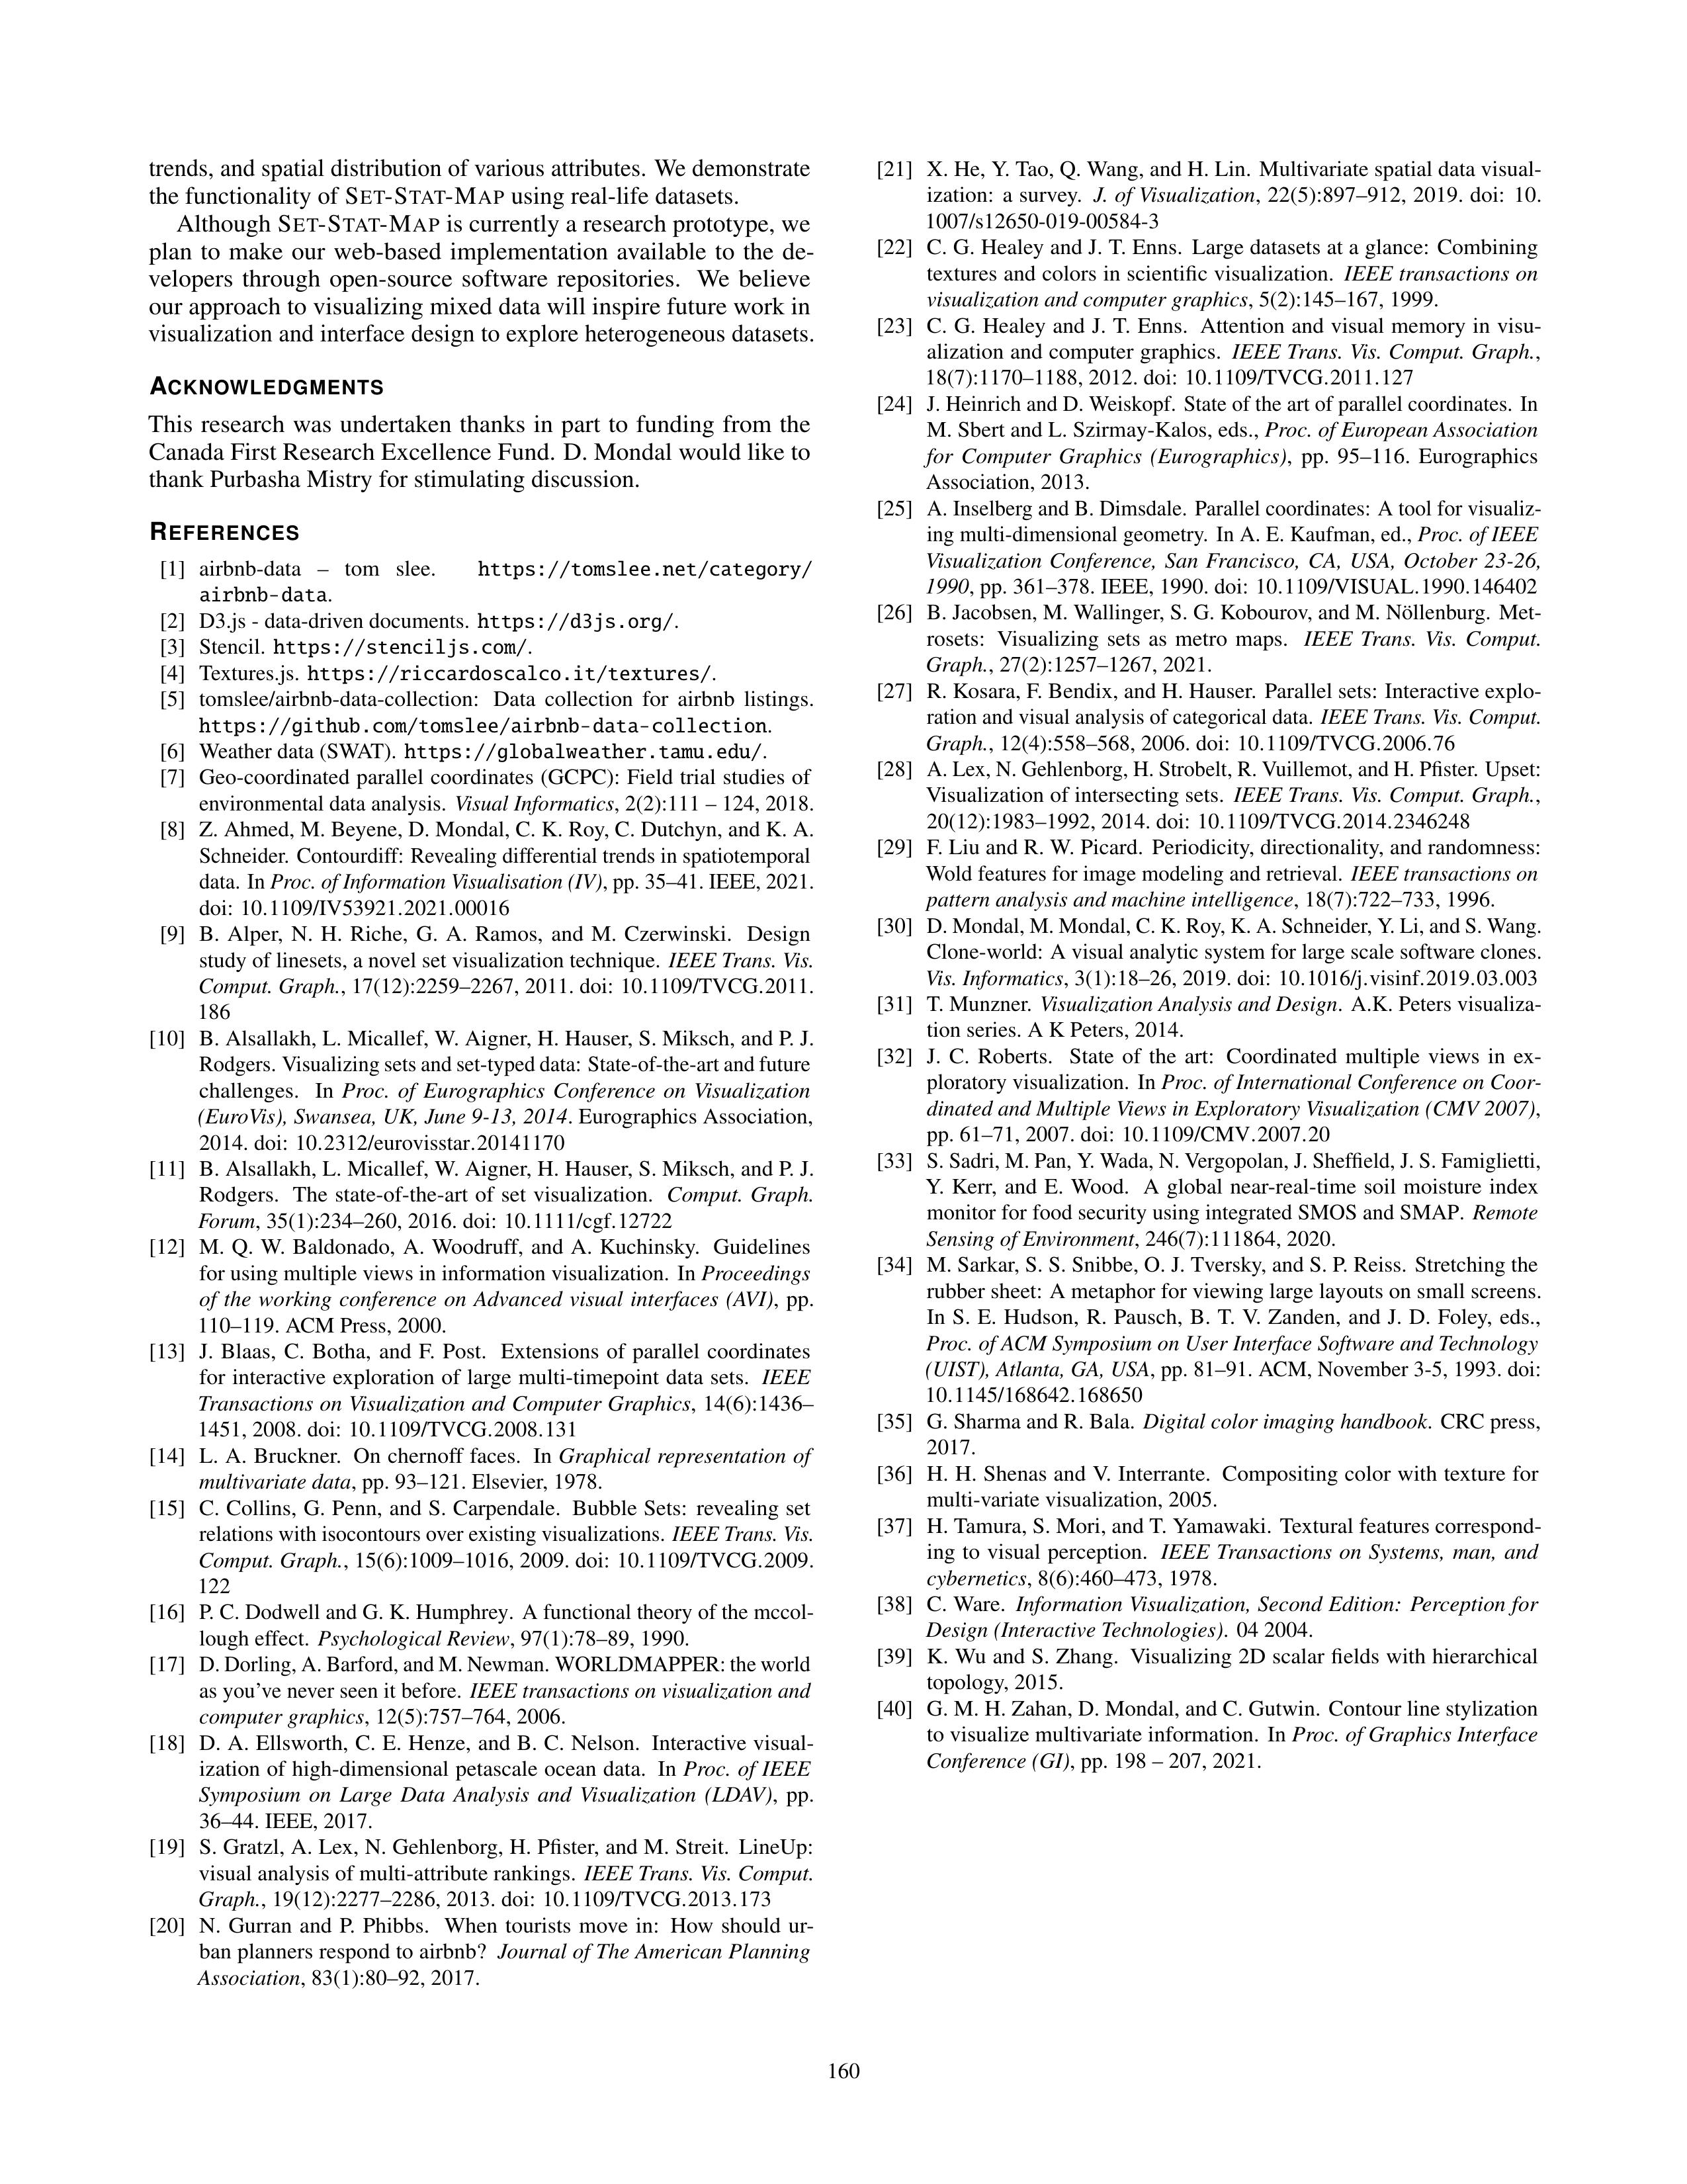 trends, and spatial distribution of various attributes. We demonstrate
the functionality of SET-STAT-MAP using real-life datasets.
Although SET-STAT-MAP is currently a research prototype, we
plan to make our web-based implementation available to the de-
velopers through open-source software repositories. We believe
our approach to visualizing mixed data will inspire future work in
visualization and interface design to explore heterogeneous datasets.
ACKNOWLEDGMENTS
This research was undertaken thanks in part to funding from the
Canada First Research Excellence Fund. D. Mondal would like to
thank Purbasha Mistry for stimulating discussion.
REFERENCES
[1] airbnb-data – tom slee. https://tomslee.net/category/
airbnb-data.
[2] D3.js - data-driven documents. https://d3js.org/.
[3] Stencil. https://stenciljs.com/.
[4] Textures.js. https://riccardoscalco.it/textures/.
[5] tomslee/airbnb-data-collection: Data collection for airbnb listings.
https://github.com/tomslee/airbnb-data-collection.
[6] Weather data (SWAT). https://globalweather.tamu.edu/.
[7] Geo-coordinated parallel coordinates (GCPC): Field trial studies of
environmental data analysis. Visual Informatics, 2(2):111 – 124, 2018.
[8] Z. Ahmed, M. Beyene, D. Mondal, C. K. Roy, C. Dutchyn, and K. A.
Schneider. Contourdiff: Revealing differential trends in spatiotemporal
data. In Proc. of Information Visualisation (IV), pp. 35–41. IEEE, 2021.
doi: 10.1109/IV53921.2021.00016
[9] B. Alper, N. H. Riche, G. A. Ramos, and M. Czerwinski. Design
study of linesets, a novel set visualization technique. IEEE Trans. Vis.
Comput. Graph., 17(12):2259–2267, 2011. doi: 10.1109/TVCG.2011.
186
[10] B. Alsallakh, L. Micallef, W. Aigner, H. Hauser, S. Miksch, and P. J.
Rodgers. Visualizing sets and set-typed data: State-of-the-art and future
challenges. In Proc. of Eurographics Conference on Visualization
(EuroVis), Swansea, UK, June 9-13, 2014. Eurographics Association,
2014. doi: 10.2312/eurovisstar.20141170
[11] B. Alsallakh, L. Micallef, W. Aigner, H. Hauser, S. Miksch, and P. J.
Rodgers. The state-of-the-art of set visualization. Comput. Graph.
Forum, 35(1):234–260, 2016. doi: 10.1111/cgf.12722
[12] M. Q. W. Baldonado, A. Woodruff, and A. Kuchinsky. Guidelines
for using multiple views in information visualization. In Proceedings
of the working conference on Advanced visual interfaces (AVI), pp.
110–119. ACM Press, 2000.
[13] J. Blaas, C. Botha, and F. Post. Extensions of parallel coordinates
for interactive exploration of large multi-timepoint data sets. IEEE
Transactions on Visualization and Computer Graphics, 14(6):1436–
1451, 2008. doi: 10.1109/TVCG.2008.131
[14] L. A. Bruckner. On chernoff faces. In Graphical representation of
multivariate data, pp. 93–121. Elsevier, 1978.
[15] C. Collins, G. Penn, and S. Carpendale. Bubble Sets: revealing set
relations with isocontours over existing visualizations. IEEE Trans. Vis.
Comput. Graph., 15(6):1009–1016, 2009. doi: 10.1109/TVCG.2009.
122
[16] P. C. Dodwell and G. K. Humphrey. A functional theory of the mccol-
lough effect. Psychological Review, 97(1):78–89, 1990.
[17] D. Dorling, A. Barford, and M. Newman. WORLDMAPPER: the world
as you've never seen it before. IEEE transactions on visualization and
computer graphics, 12(5):757–764, 2006.
[18] D. A. Ellsworth, C. E. Henze, and B. C. Nelson. Interactive visual-
ization of high-dimensional petascale ocean data. In Proc. of IEEE
Symposium on Large Data Analysis and Visualization (LDAV), pp.
36–44. IEEE, 2017.
[19] S. Gratzl, A. Lex, N. Gehlenborg, H. Pfister, and M. Streit. LineUp:
visual analysis of multi-attribute rankings. IEEE Trans. Vis. Comput.
Graph., 19(12):2277–2286, 2013. doi: 10.1109/TVCG.2013.173
[20] N. Gurran and P. Phibbs. When tourists move in: How should ur-
ban planners respond to airbnb? Journal of The American Planning
Association, 83(1):80–92, 2017.
[21] X. He, Y. Tao, Q. Wang, and H. Lin. Multivariate spatial data visual-
ization: a survey. J. of Visualization, 22(5):897–912, 2019. doi: 10.
1007/s12650-019-00584-3
[22] C. G. Healey and J. T. Enns. Large datasets at a glance: Combining
textures and colors in scientific visualization. IEEE transactions on
visualization and computer graphics, 5(2):145–167, 1999.
[23] C. G. Healey and J. T. Enns. Attention and visual memory in visu-
alization and computer graphics. IEEE Trans. Vis. Comput. Graph.,
18(7):1170–1188, 2012. doi: 10.1109/TVCG.2011.127
[24] J. Heinrich and D. Weiskopf. State of the art of parallel coordinates. In
M. Sbert and L. Szirmay-Kalos, eds., Proc. of European Association
for Computer Graphics (Eurographics), pp. 95–116. Eurographics
Association, 2013.
[25] A. Inselberg and B. Dimsdale. Parallel coordinates: A tool for visualiz-
ing multi-dimensional geometry. In A. E. Kaufman, ed., Proc. of IEEE
Visualization Conference, San Francisco, CA, USA, October 23-26,
1990, pp. 361–378. IEEE, 1990. doi: 10.1109/VISUAL.1990.146402
[26] B. Jacobsen, M. Wallinger, S. G. Kobourov, and M. Nöllenburg. Met-
rosets: Visualizing sets as metro maps. IEEE Trans. Vis. Comput.
Graph., 27(2):1257–1267, 2021.
[27] R. Kosara, F. Bendix, and H. Hauser. Parallel sets: Interactive explo-
ration and visual analysis of categorical data. IEEE Trans. Vis. Comput.
Graph., 12(4):558–568, 2006. doi: 10.1109/TVCG.2006.76
[28] A. Lex, N. Gehlenborg, H. Strobelt, R. Vuillemot, and H. Pfister. Upset:
Visualization of intersecting sets. IEEE Trans. Vis. Comput. Graph.,
20(12):1983–1992, 2014. doi: 10.1109/TVCG.2014.2346248
[29] F. Liu and R. W. Picard. Periodicity, directionality, and randomness:
Wold features for image modeling and retrieval. IEEE transactions on
pattern analysis and machine intelligence, 18(7):722–733, 1996.
[30] D. Mondal, M. Mondal, C. K. Roy, K. A. Schneider, Y. Li, and S. Wang.
Clone-world: A visual analytic system for large scale software clones.
Vis. Informatics, 3(1):18–26, 2019. doi: 10.1016/j.visinf.2019.03.003
[31] T. Munzner. Visualization Analysis and Design. A.K. Peters visualiza-
tion series. A K Peters, 2014.
[32] J. C. Roberts. State of the art: Coordinated multiple views in ex-
ploratory visualization. In Proc. of International Conference on Coor-
dinated and Multiple Views in Exploratory Visualization (CMV 2007),
pp. 61–71, 2007. doi: 10.1109/CMV.2007.20
[33] S. Sadri, M. Pan, Y. Wada, N. Vergopolan, J. Sheffield, J. S. Famiglietti,
Y. Kerr, and E. Wood. A global near-real-time soil moisture index
monitor for food security using integrated SMOS and SMAP. Remote
Sensing of Environment, 246(7):111864, 2020.
[34] M. Sarkar, S. S. Snibbe, O. J. Tversky, and S. P. Reiss. Stretching the
rubber sheet: A metaphor for viewing large layouts on small screens.
In S. E. Hudson, R. Pausch, B. T. V. Zanden, and J. D. Foley, eds.,
Proc. of ACM Symposium on User Interface Software and Technology
(UIST), Atlanta, GA, USA, pp. 81–91. ACM, November 3-5, 1993. doi:
10.1145/168642.168650
[35] G. Sharma and R. Bala. Digital color imaging handbook. CRC press,
2017.
[36] H. H. Shenas and V. Interrante. Compositing color with texture for
multi-variate visualization, 2005.
[37] H. Tamura, S. Mori, and T. Yamawaki. Textural features correspond-
ing to visual perception. IEEE Transactions on Systems, man, and
cybernetics, 8(6):460–473, 1978.
[38] C. Ware. Information Visualization, Second Edition: Perception for
Design (Interactive Technologies). 04 2004.
[39] K. Wu and S. Zhang. Visualizing 2D scalar fields with hierarchical
topology, 2015.
[40] G. M. H. Zahan, D. Mondal, and C. Gutwin. Contour line stylization
to visualize multivariate information. In Proc. of Graphics Interface
Conference (GI), pp. 198 – 207, 2021.
160